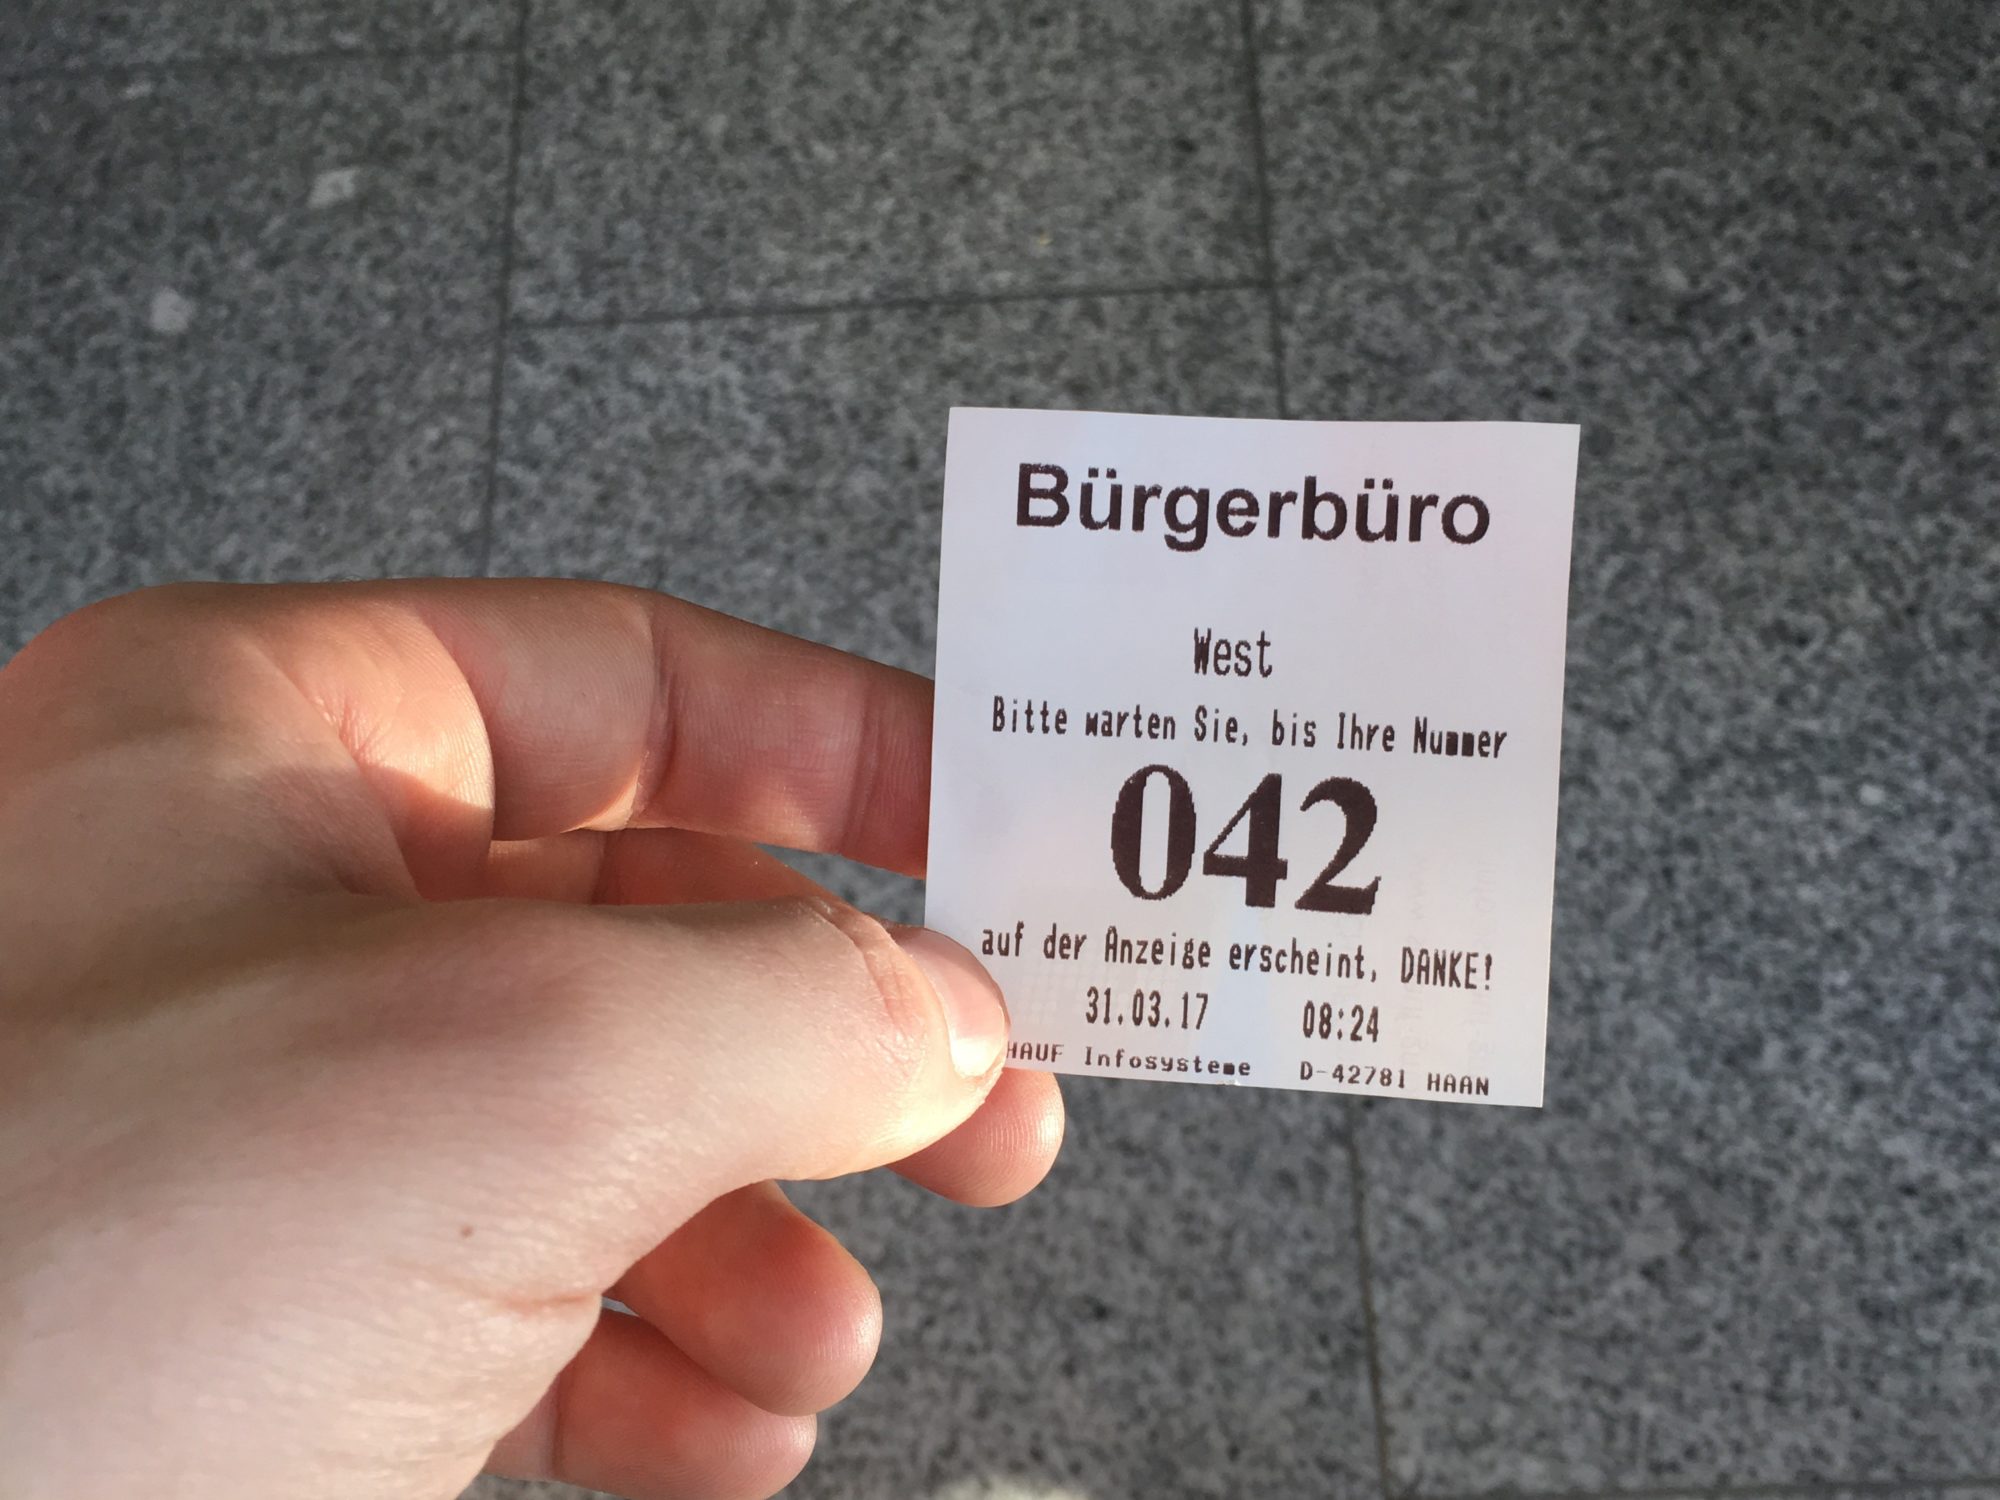 Bürgerbüro
West
Bitte warten Sie, bis Ihre Nummer
042
auf der Anzeige erscheint, DANKE!
31.03.17 08:24
HAUF Infosysteme D-42781 HAAN